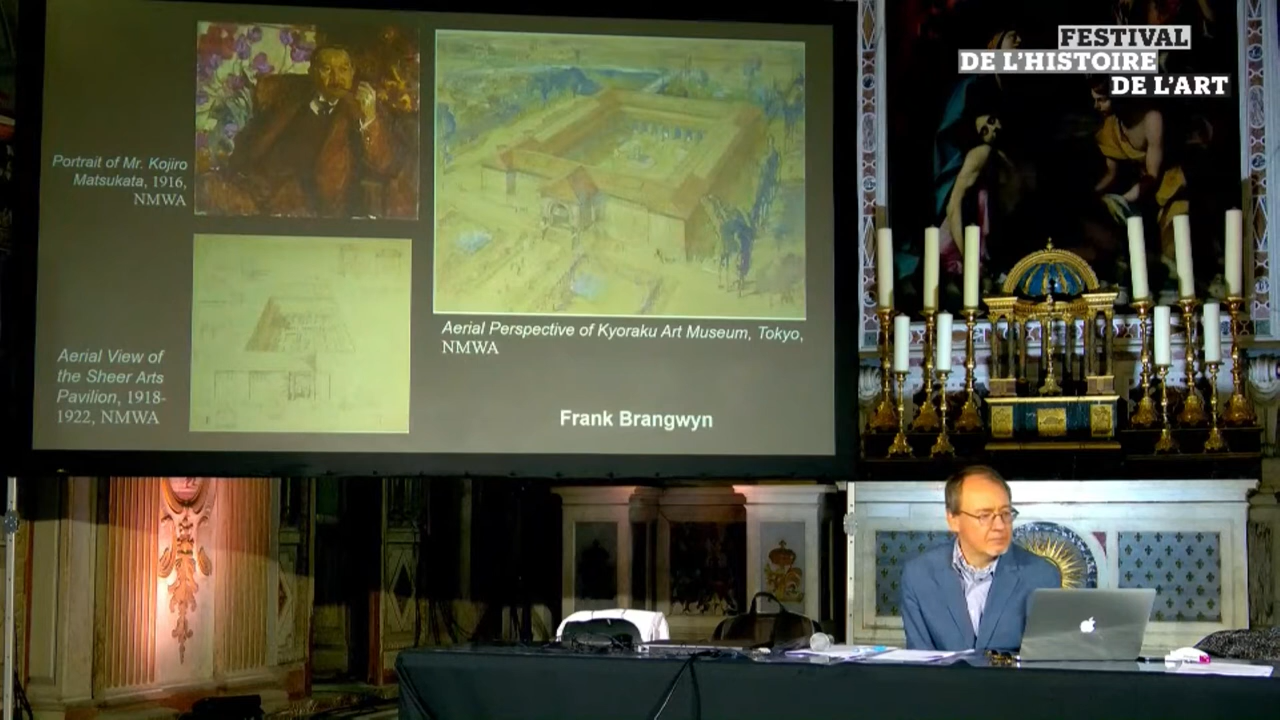 FESTIVAL
DE L'HISTOIRE
DE L'ART
Portrait of Mr. Kojiro
Matsukata, 1916,
NMWA
Aerial View of
the Sheer Arts
Pavilion, 1918-
1922, NMWA
Aerial Perspective of Kyoraku Art Museum, Tokyo,
NMWA
Frank Brangwyn